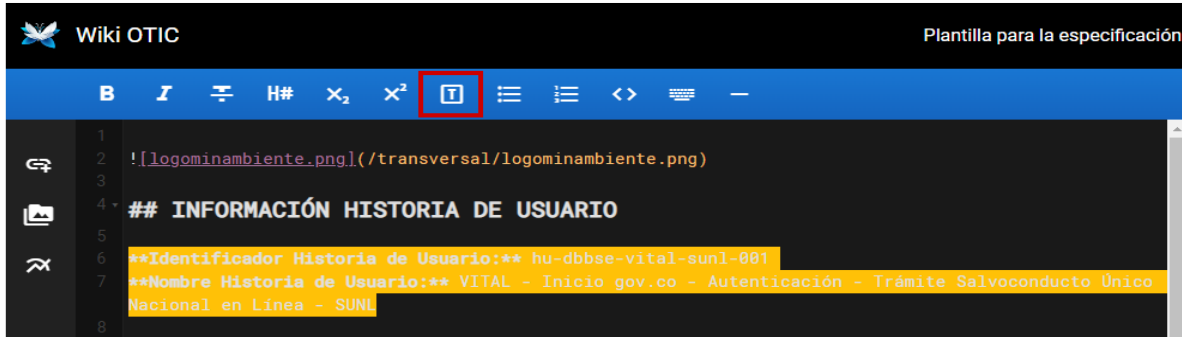 Wiki OTIC
Plantilla para la especificación
B I T H# X₂ X² T <> —
1
2 ![logominambiente.png](/transversal/logominambiente.png)
3
4 ## INFORMACIÓN HISTORIA DE USUARIO
5
6 **Identificador Historia de Usuario:** hu-dbbse-vital-sunl-001
7 **Nombre Historia de Usuario:** VITAL - Inicio gov.co - Autenticación - Trámite Salvoconducto Único
Nacional en Línea - SUNL
8